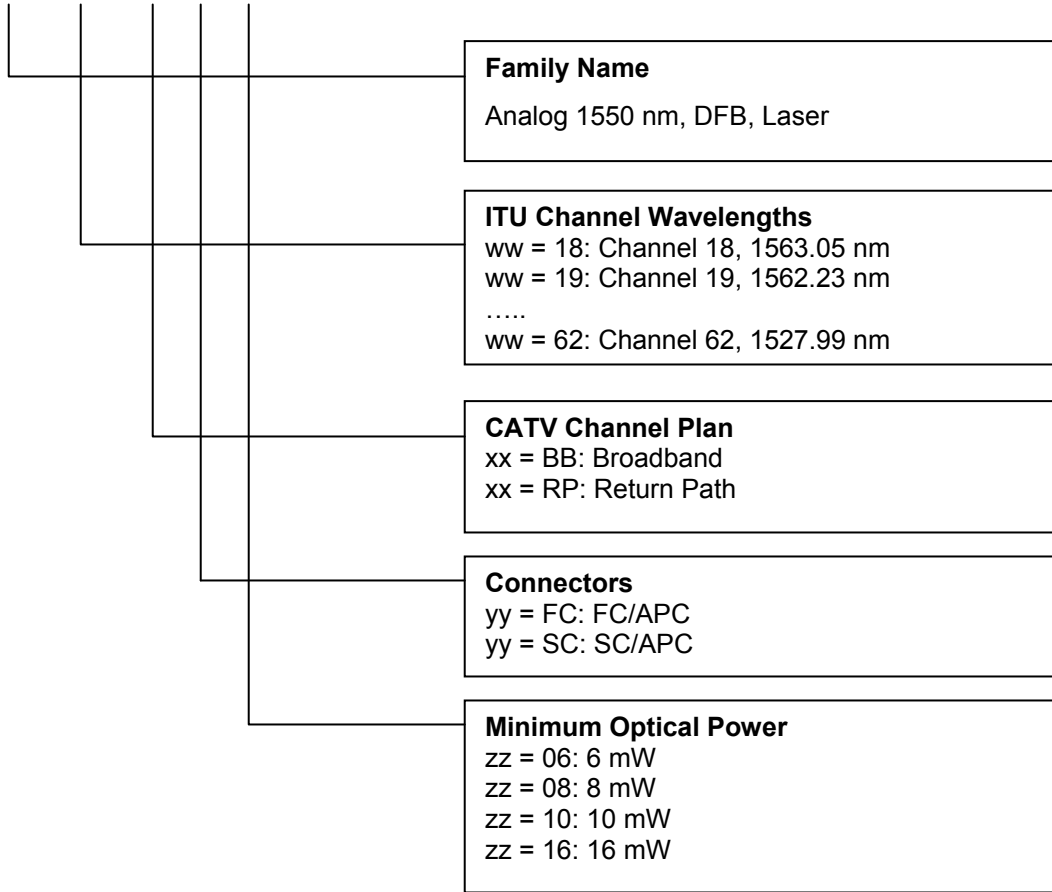 Family Name
Analog 1550 nm, DFB, Laser
ITU Channel Wavelengths
ww = 18: Channel 18, 1563.05 nm
ww = 19: Channel 19, 1562.23 nm
…..
ww = 62: Channel 62, 1527.99 nm
CATV Channel Plan
xx = BB: Broadband
xx = RP: Return Path
Connectors
yy = FC: FC/APC
yy = SC: SC/APC
Minimum Optical Power
zz = 06: 6 mW
zz = 08: 8 mW
zz = 10: 10 mW
zz = 16: 16 mW